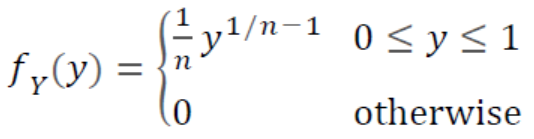 f_Y(y) = { 1/n y^{1/n−1} 0 ≤ y ≤ 1
0 otherwise